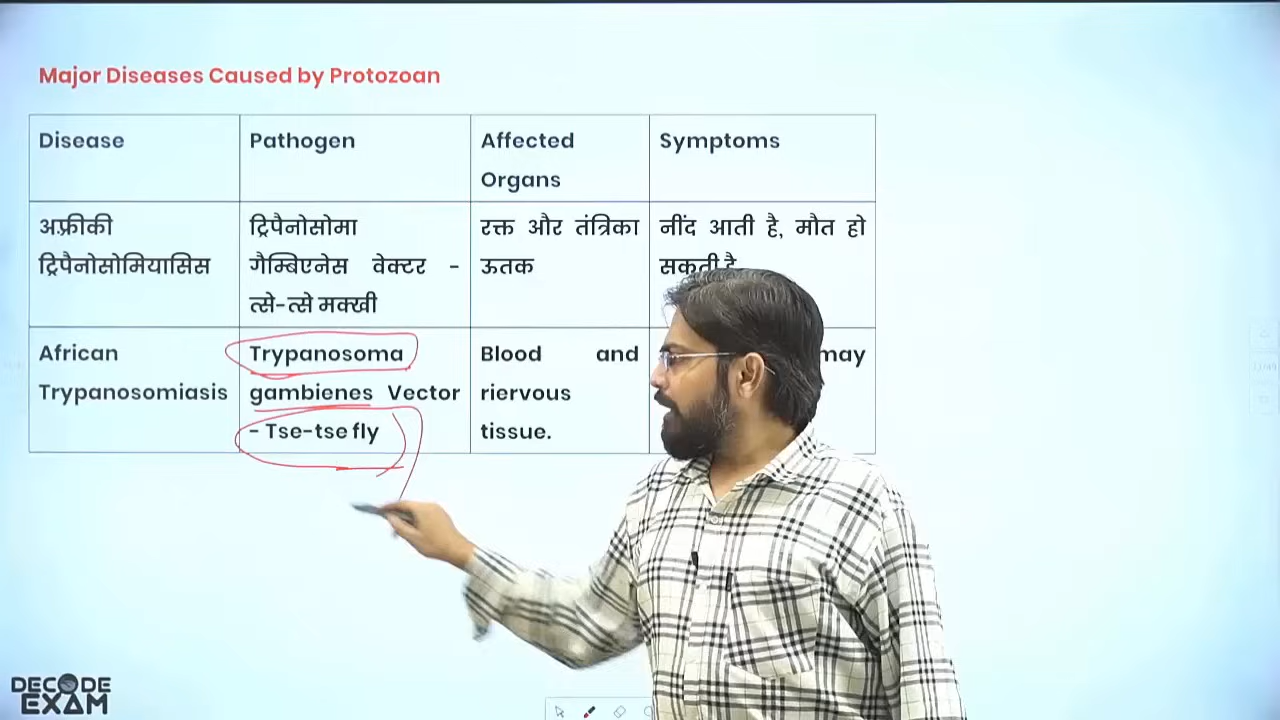 Major Diseases Caused by Protozoan
Disease
Pathogen
Affected
Organs
Symptoms
अफ़्रीकी
ट्रिपैनोसोमियासिस
ट्रिपैनोसोमा
गैम्बिएनेस वेक्टर -
त्से-त्से मक्खी
रक्त और तंत्रिका
ऊतक
नींद आती है, मौत हो
सकती है
African
Trypanosomiasis
Trypanosoma
gambienes Vector
- Tse-tse fly
Blood and
riervous
tissue.
may
DECODE
EXAM